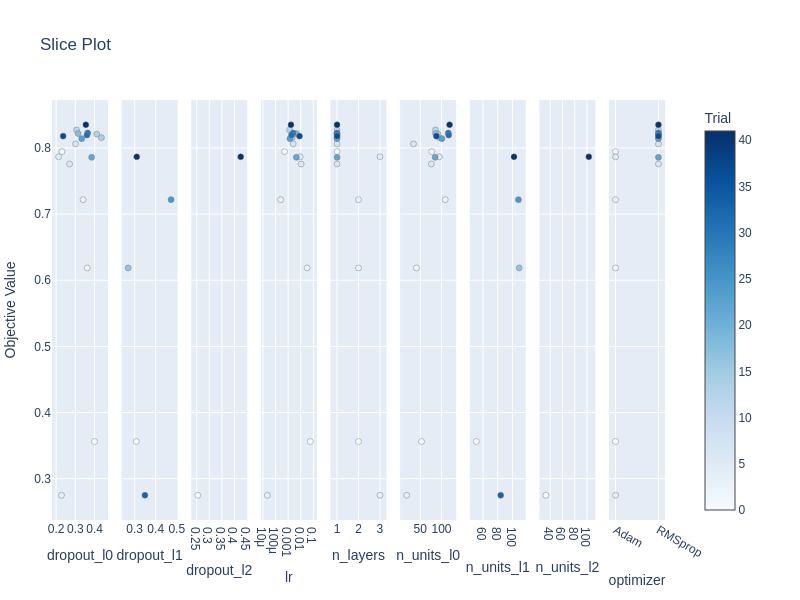 Slice Plot
Trial
Objective Value
0.8
0.7
0.6
0.5
0.4
0.3
0.2 0.3 0.4
dropout_l0
0.3 0.4 0.5
dropout_l1
0.25 0.3 0.35 0.4 0.45
dropout_l2
10μ 100μ 0.001 0.01 0.1
lr
1 2 3
n_layers
50 100
n_units_l0
60 80 100
n_units_l1
40 60 80 100
n_units_l2
Adam RMSprop
optimizer
40
35
30
25
20
15
10
5
0